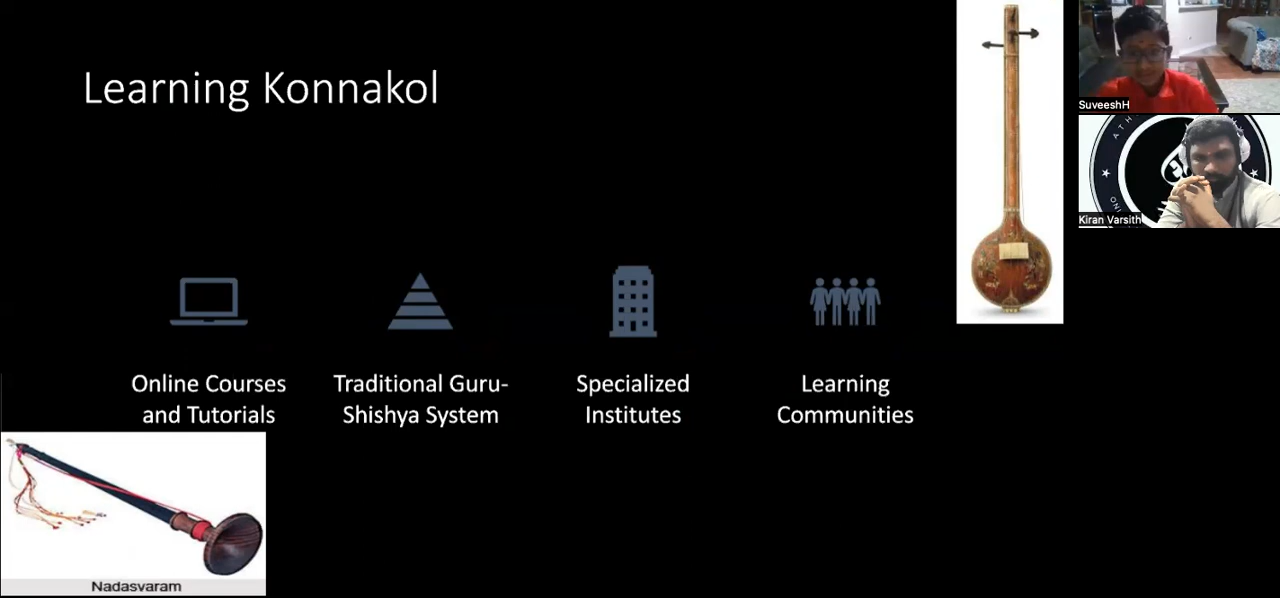 Learning Konnakol
SuveeshH
Kiran Varsith
Online Courses
and Tutorials
Traditional Guru-
Shishya System
Specialized
Institutes
Learning
Communities
Nadasvaram